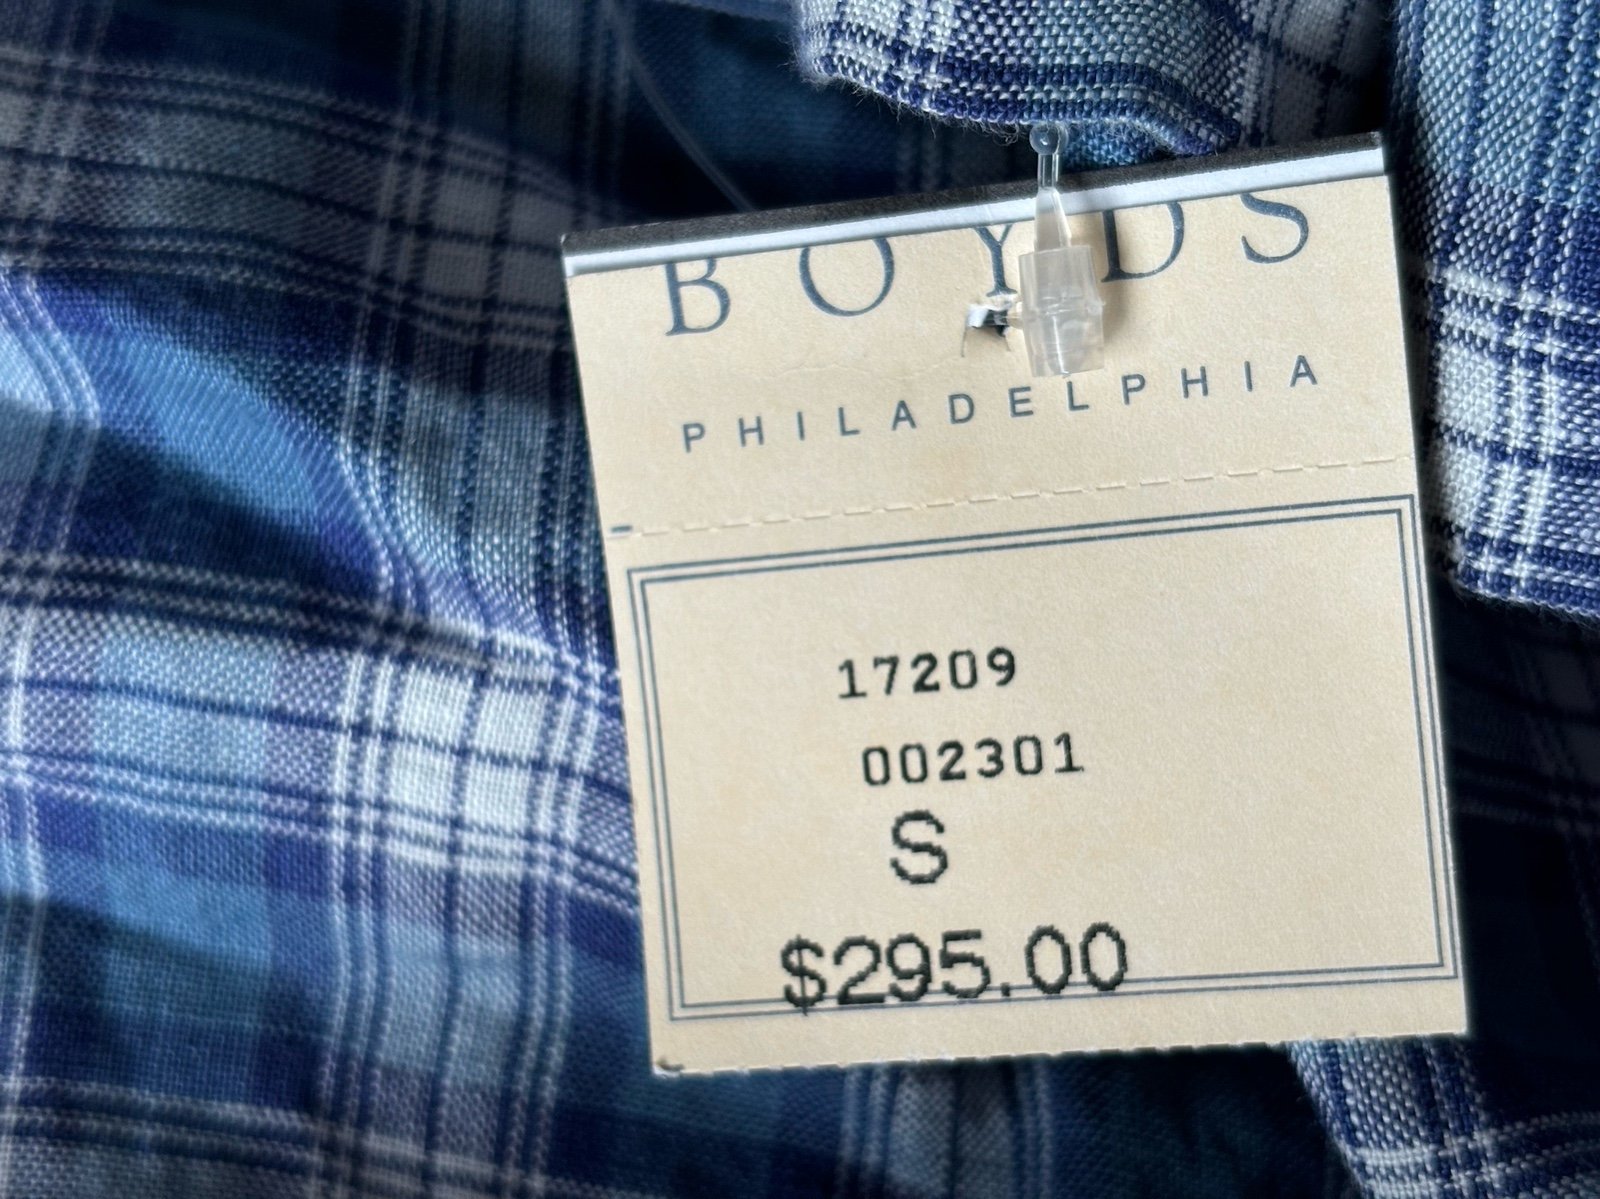 BOYDS
PHILADELPHIA
17209
002301
S
$295.00